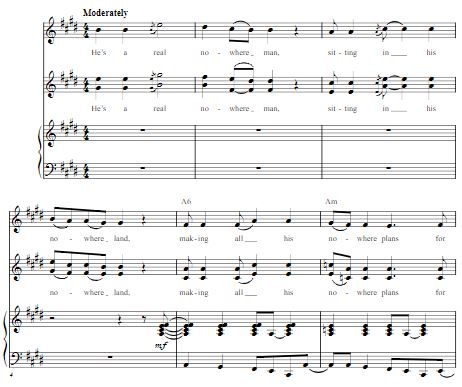 Moderately
He's a real no - where man, sit - ting in his
He's a real no - where man, sit - ting in his
mf
A6 Am
no - where land, mak - ing all his no - where plans for
no - where land, mak - ing all his no - where plans for
mf
4